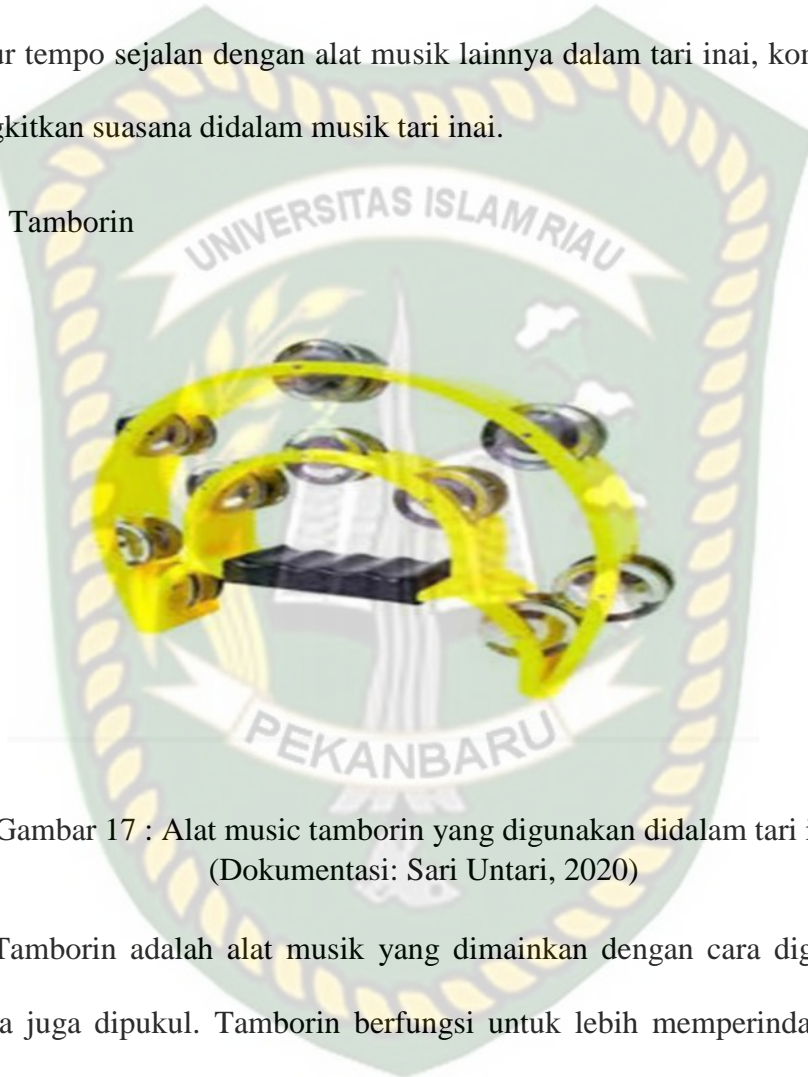 ur tempo sejalan dengan alat musik lainnya dalam tari inai, kor
gkitkan suasana didalam musik tari inai.
Tamborin
UNIVERSITAS ISLAM RIAU
PEKANBARU
Gambar 17 : Alat music tamborin yang digunakan didalam tari i
(Dokumentasi: Sari Untari, 2020)
Tamborin adalah alat musik yang dimainkan dengan cara dig
a juga dipukul. Tamborin berfungsi untuk lebih memperinda